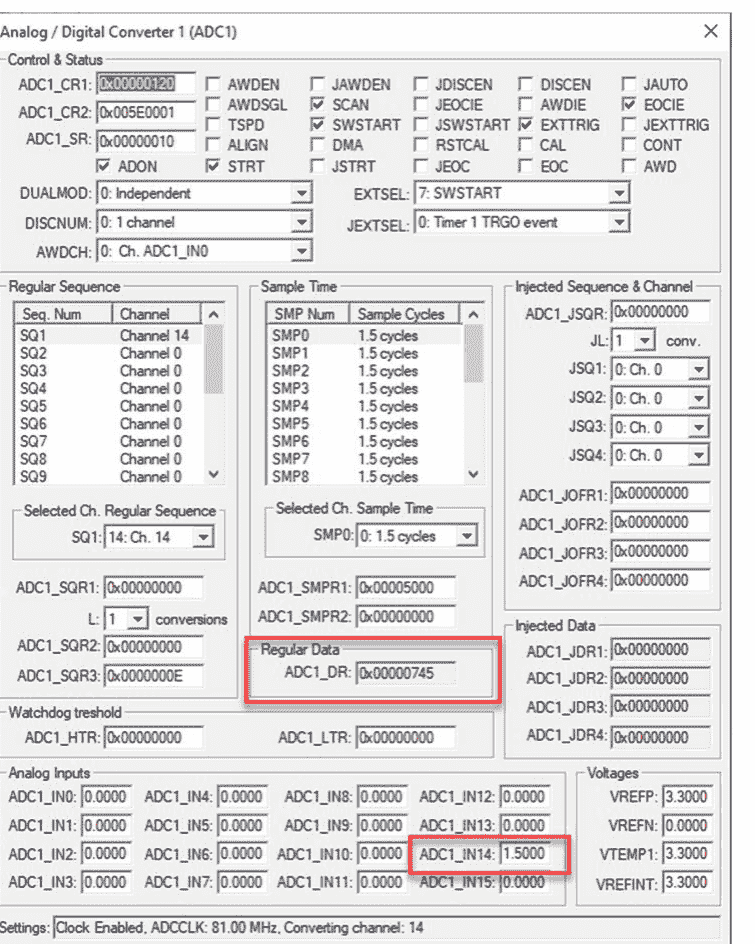 Analog / Digital Converter 1 (ADC1)
Control & Status
ADC1_CR1: 0x00000120 AWDEN JAWDEN JDISCEN DISCEN JAUTO
ADC1_CR2: 0x005E0001 AWDSGL SCAN JEOCIE AWDIE EOCIE
TSPD SWSTART JSWSTART EXTTRIG JEXTTRIG
ADC1_SR: 0x00000010 ALIGN DMA RSTCAL CAL CONT
ADON STRT JSTRT JEOC EOC AWD
DUALMOD: 0: Independent EXTSEL: 7: SWSTART
DISCNUM: 0: 1 channel JEXTSEL: 0: Timer 1 TRGO event
AWDCH: 0: Ch. ADC1_IN0
Regular Sequence
Seq. Num Channel
SQ1 Channel 14
SQ2 Channel 0
SQ3 Channel 0
SQ4 Channel 0
SQ5 Channel 0
SQ6 Channel 0
SQ7 Channel 0
SQ8 Channel 0
SQ9 Channel 0
Selected Ch. Regular Sequence
SQ1: 14: Ch. 14
ADC1_SQR1: 0x00000000
L: 1 conversions
ADC1_SQR2: 0x00000000
ADC1_SQR3: 0x0000000E
Sample Time
SMP Num Sample Cycles
SMP0 1.5 cycles
SMP1 1.5 cycles
SMP2 1.5 cycles
SMP3 1.5 cycles
SMP4 1.5 cycles
SMP5 1.5 cycles
SMP6 1.5 cycles
SMP7 1.5 cycles
SMP8 1.5 cycles
Selected Ch. Sample Time
SMP0: 0: 1.5 cycles
ADC1_SMPR1: 0x00005000
ADC1_SMPR2: 0x00000000
Regular Data
ADC1_DR: 0x00000745
Injected Sequence & Channel
ADC1_JSQR: 0x00000000
JL: 1 conv.
JSQ1: 0: Ch. 0
JSQ2: 0: Ch. 0
JSQ3: 0: Ch. 0
JSQ4: 0: Ch. 0
ADC1_JOFR1: 0x00000000
ADC1_JOFR2: 0x00000000
ADC1_JOFR3: 0x00000000
ADC1_JOFR4: 0x00000000
Injected Data
ADC1_JDR1: 0x00000000
ADC1_JDR2: 0x00000000
ADC1_JDR3: 0x00000000
ADC1_JDR4: 0x00000000
Watchdog treshold
ADC1_HTR: 0x00000000 ADC1_LTR: 0x00000000
Analog Inputs
ADC1_IN0: 0.0000 ADC1_IN4: 0.0000 ADC1_IN8: 0.0000 ADC1_IN12: 0.0000
ADC1_IN1: 0.0000 ADC1_IN5: 0.0000 ADC1_IN9: 0.0000 ADC1_IN13: 0.0000
ADC1_IN2: 0.0000 ADC1_IN6: 0.0000 ADC1_IN10: 0.0000 ADC1_IN14: 1.5000
ADC1_IN3: 0.0000 ADC1_IN7: 0.0000 ADC1_IN11: 0.0000 ADC1_IN15: 0.0000
Voltages
VREFP: 3.3000
VREFN: 0.0000
VTEMP1: 3.3000
VREFINT: 3.3000
Settings: Clock Enabled, ADCCLK: 81.00 MHz, Converting channel: 14